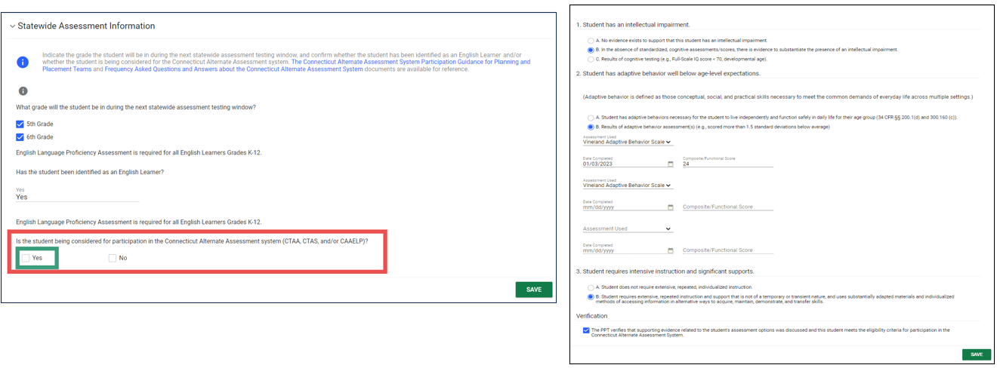 Statewide Assessment Information
Indicate the grade the student will be in during the next statewide assessment testing window, and confirm whether the student has been identified as an English Learner and/or
whether the student is being considered for the Connecticut Alternate Assessment system. The Connecticut Alternate Assessment System Participation Guidance for Planning and
Placement Teams and Frequency Asked Questions and Answers about the Connecticut Alternate Assessment System documents are available for reference.
What grade will the student be in during the next statewide assessment testing window?
5th Grade
6th Grade
English Language Proficiency Assessment is required for all English Learners Grades K-12.
Has the student been identified as an English Learner?
Yes
Yes
English Language Proficiency Assessment is required for all English Learners Grades K-12.
Is the student being considered for participation in the Connecticut Alternate Assessment system (CTAA, CTAS, and/or CAAELP)?
Yes No
SAVE
1. Student has an intellectual impairment.
A. No evidence exists to support that this student has an intellectual impairment.
B. In the absence of standardized, cognitive assessments/scores, there is evidence to substantiate the presence of an intellectual impairment.
C. Results of cognitive testing (e.g., Full-Scale IQ score < 70, developmental age).
2. Student has adaptive behavior well below age-level expectations.
(Adaptive behavior is defined as those conceptual, social, and practical skills necessary to meet the common demands of everyday life across multiple settings.)
A. Student has adaptive behaviors necessary for the student to live independently and function safely in daily life for their age group (34 CFR §§ 200.1(d) and 300.160 (c)).
B. Results of adaptive behavior assessment(s) (e.g., scored more than 1.5 standard deviations below average)
Assessment Used
Vineland Adaptive Behavior Scale
Date Completed Composite/Functional Score
01/03/2023 24
Assessment Used
Vineland Adaptive Behavior Scale
Date Completed
mm/dd/yyyy Composite/Functional Score
Assessment Used
Date Completed
mm/dd/yyyy Composite/Functional Score
3. Student requires intensive instruction and significant supports.
A. Student does not require extensive, repeated, individualized instruction.
B. Student requires extensive, repeated instruction and support that is not of a temporary or transient nature, and uses substantially adapted materials and individualized
methods of accessing information in alternative ways to acquire, maintain, demonstrate, and transfer skills.
Verification
The PPT verifies that supporting evidence related to the student's assessment options was discussed and this student meets the eligibility criteria for participation in the
Connecticut Alternate Assessment System.
SAVE